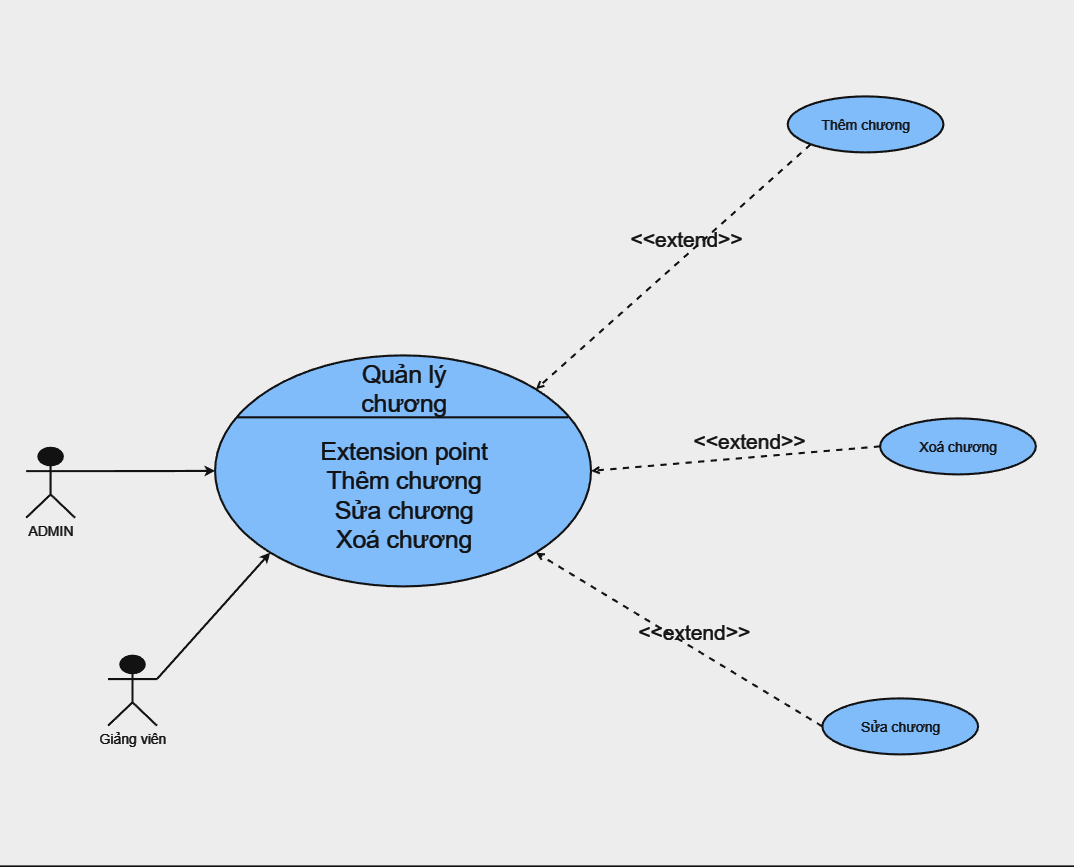 Thêm chương
<<extend>>
Quản lý
chương
Extension point
Thêm chương
Sửa chương
Xoá chương
<<extend>>
Xoá chương
ADMIN
<<extend>>
Sửa chương
Giảng viên